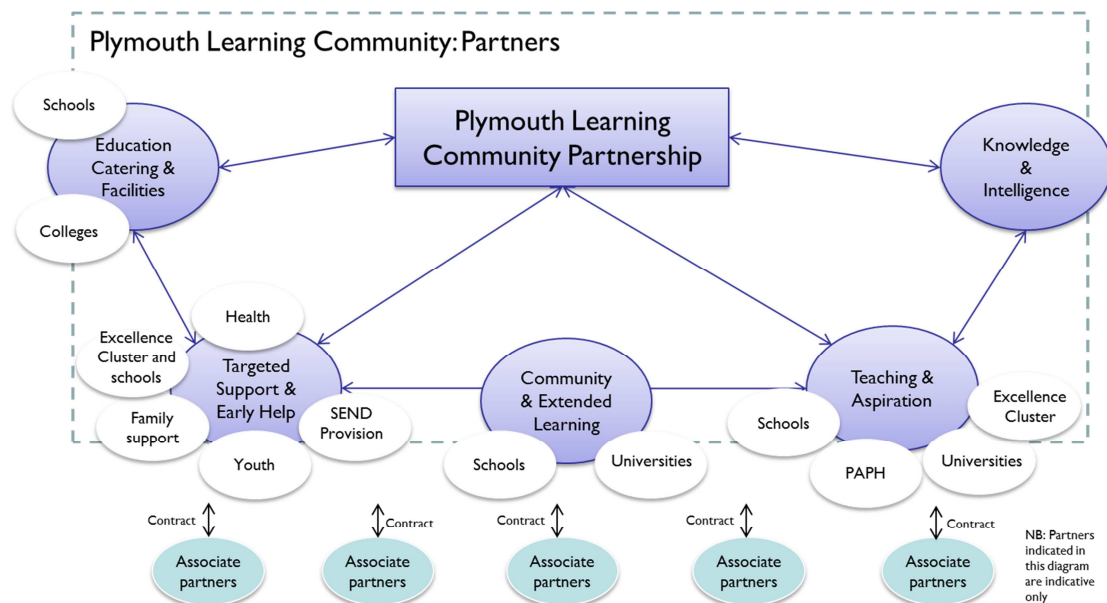 Plymouth Learning Community: Partners
Schools
Education
Catering &
Facilities
Colleges
Plymouth Learning
Community Partnership
Knowledge
&
Intelligence
Health
Excellence
Cluster and
schools
Targeted
Support &
Early Help
Family
support
SEND
Provision
Youth
Community
& Extended
Learning
Schools
Universities
Teaching &
Aspiration
Schools
Excellence
Cluster
PAPH
Universities
Contract
Contract
Contract
Contract
Contract
Associate
partners
Associate
partners
Associate
partners
Associate
partners
Associate
partners
NB: Partners
indicated in
this diagram
are indicative
only